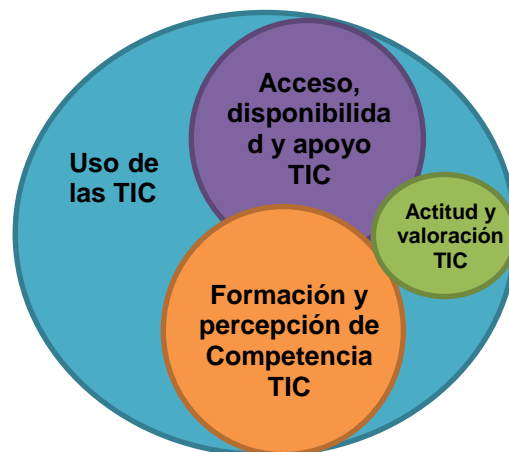 Acceso,
disponibilida
d y apoyo
TIC
Uso de
las TIC
Actitud y
valoración
TIC
Formación y
percepción de
Competencia
TIC